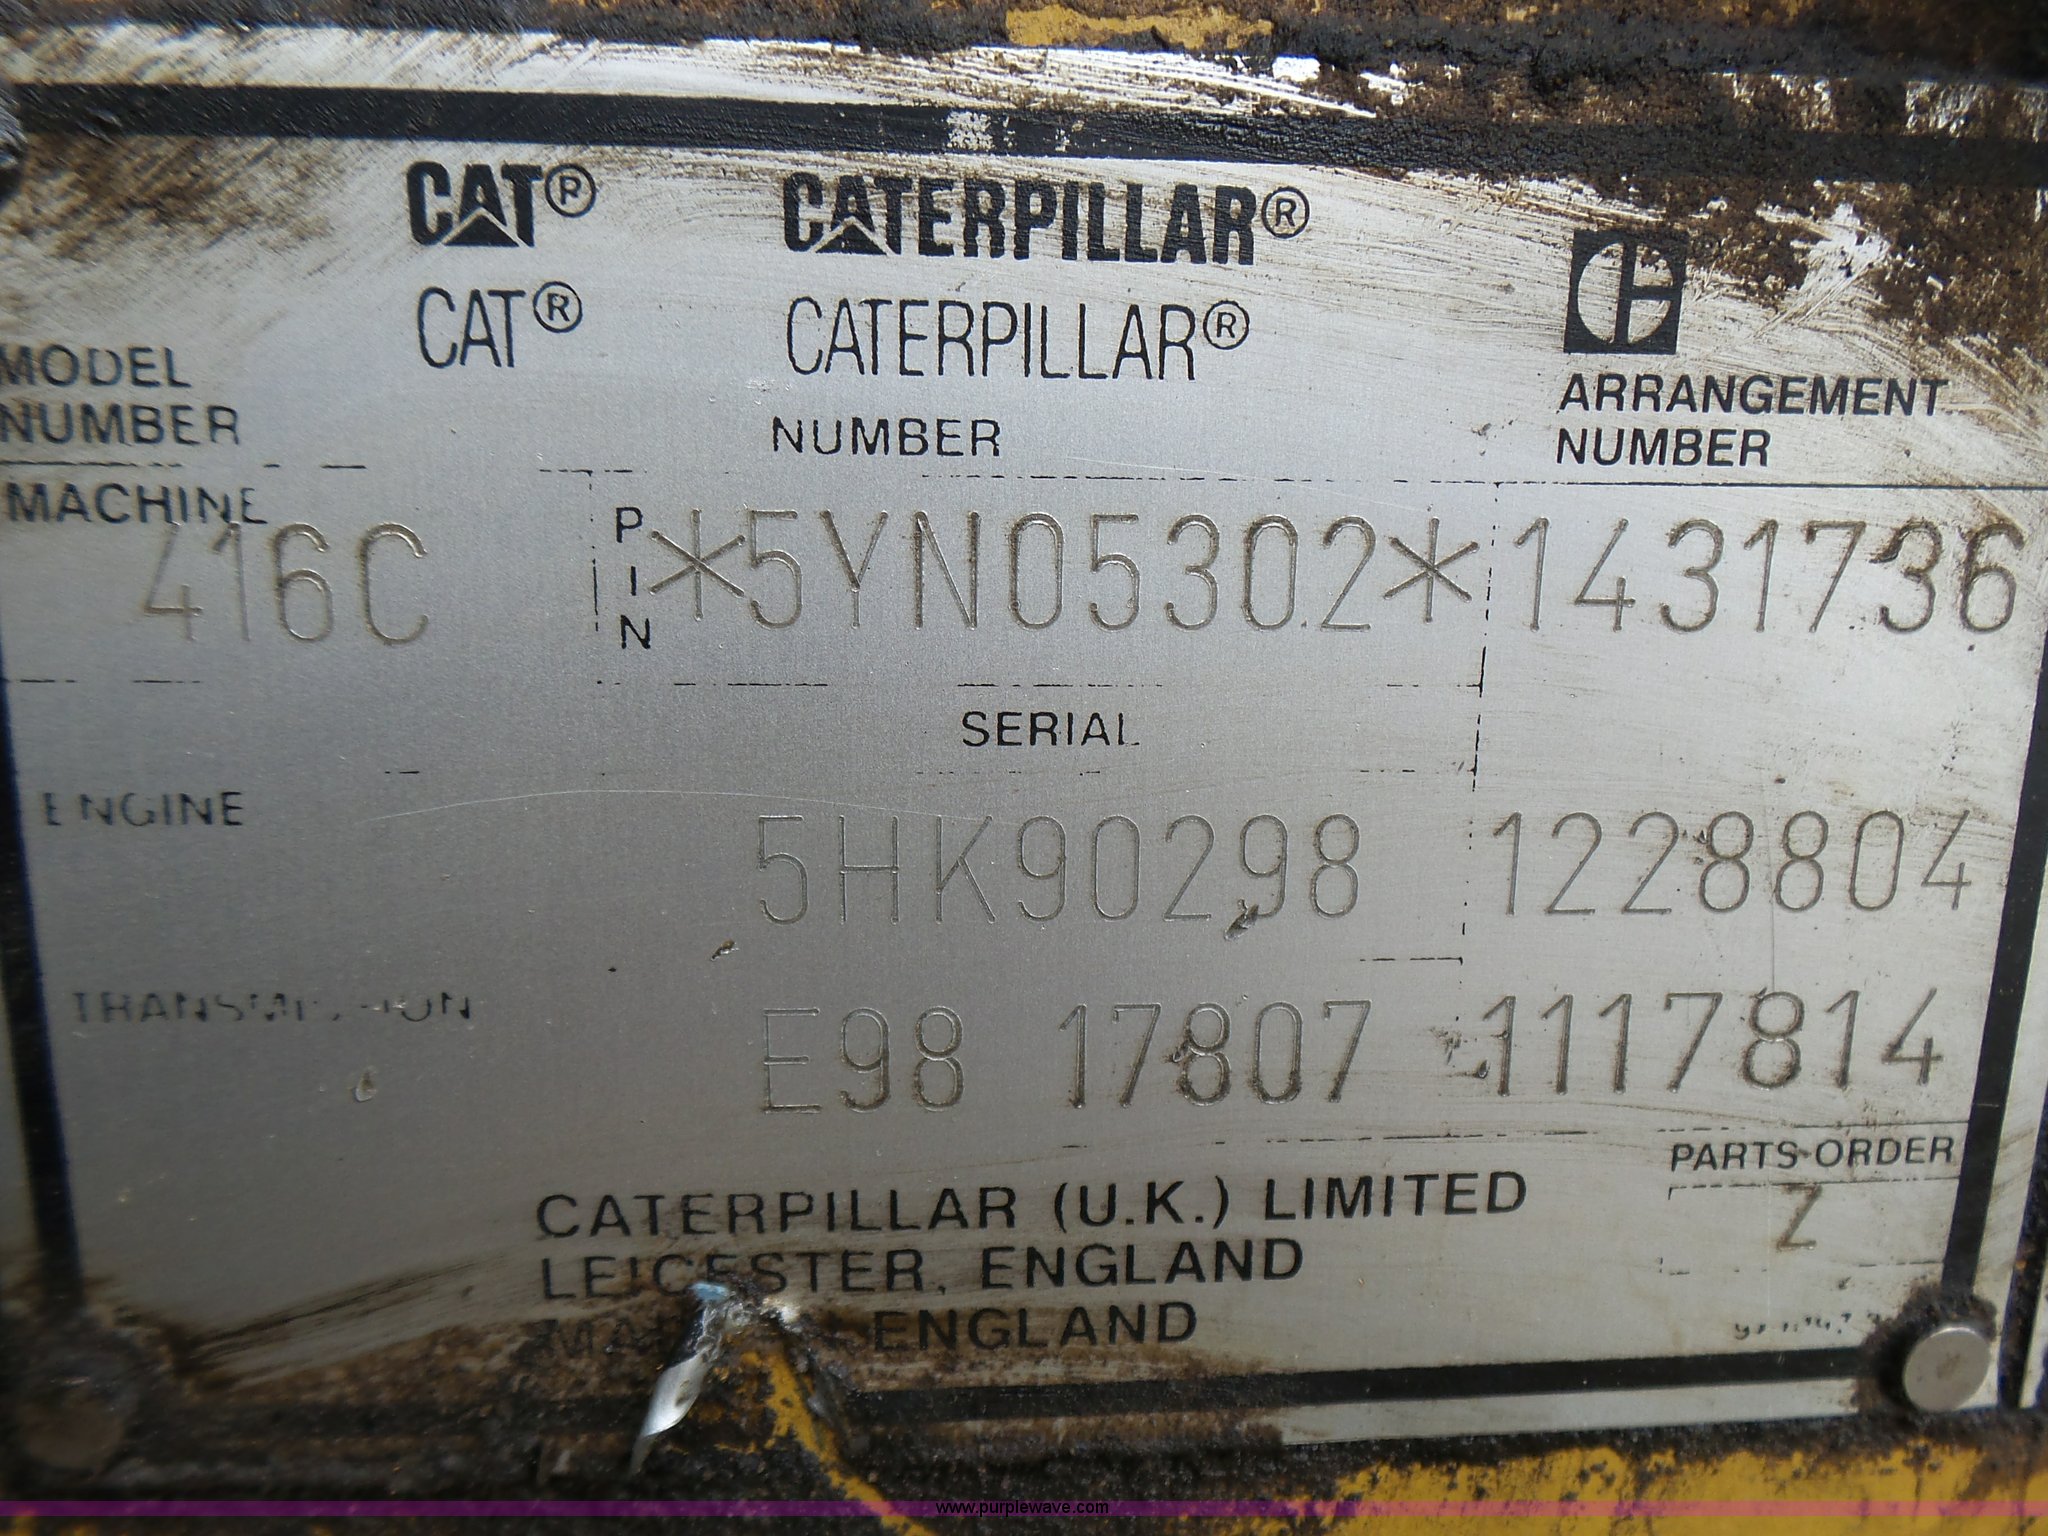 CAT® CATERPILLAR®
CAT® CATERPILLAR®
MODEL
NUMBER
NUMBER
ARRANGEMENT
NUMBER
MACHINE
416C
PIN
*5YN05302*
1431736
SERIAL
ENGINE
5HK90298
1228804
TRANSMISSION
E98 17807
1117814
PARTS ORDER
Z
CATERPILLAR (U.K.) LIMITED
LEICESTER, ENGLAND
ENGLAND
www.purplewave.com